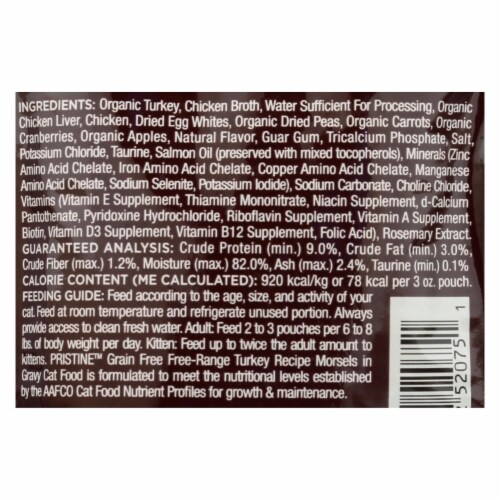 INGREDIENTS: Organic Turkey, Chicken Broth, Water Sufficient For Processing, Organic
Chicken Liver, Chicken, Dried Egg Whites, Organic Dried Peas, Organic Carrots, Organic
Cranberries, Organic Apples, Natural Flavor, Guar Gum, Tricalcium Phosphate, Salt,
Potassium Chloride, Taurine, Salmon Oil (preserved with mixed tocopherols), Minerals (Zinc
Amino Acid Chelate, Iron Amino Acid Chelate, Copper Amino Acid Chelate, Manganese
Amino Acid Chelate, Sodium Selenite, Potassium Iodide), Sodium Carbonate, Choline Chloride,
Vitamins (Vitamin E Supplement, Thiamine Mononitrate, Niacin Supplement, d-Calcium
Pantothenate, Pyridoxine Hydrochloride, Riboflavin Supplement, Vitamin A Supplement,
Biotin, Vitamin D3 Supplement, Vitamin B12 Supplement, Folic Acid), Rosemary Extract.
GUARANTEED ANALYSIS: Crude Protein (min.) 9.0%, Crude Fat (min.) 3.0%,
Crude Fiber (max.) 1.2%, Moisture (max.) 82.0%, Ash (max.) 2.4%, Taurine (min.) 0.1%
CALORIE CONTENT (ME CALCULATED): 920 kcal/kg or 78 kcal per 3 oz. pouch.
FEEDING GUIDE: Feed according to the age, size, and activity of your
cat. Feed at room temperature and refrigerate unused portion. Always
provide access to clean fresh water. Adult: Feed 2 to 3 pouches per 6 to 8
lbs of body weight per day. Kitten: Feed up to twice the adult amount to
kittens. PRISTINE™ Grain Free Free-Range Turkey Recipe Morsels in
Gravy Cat Food is formulated to meet the nutritional levels established
by the AAFCO Cat Food Nutrient Profiles for growth & maintenance.
52075 1